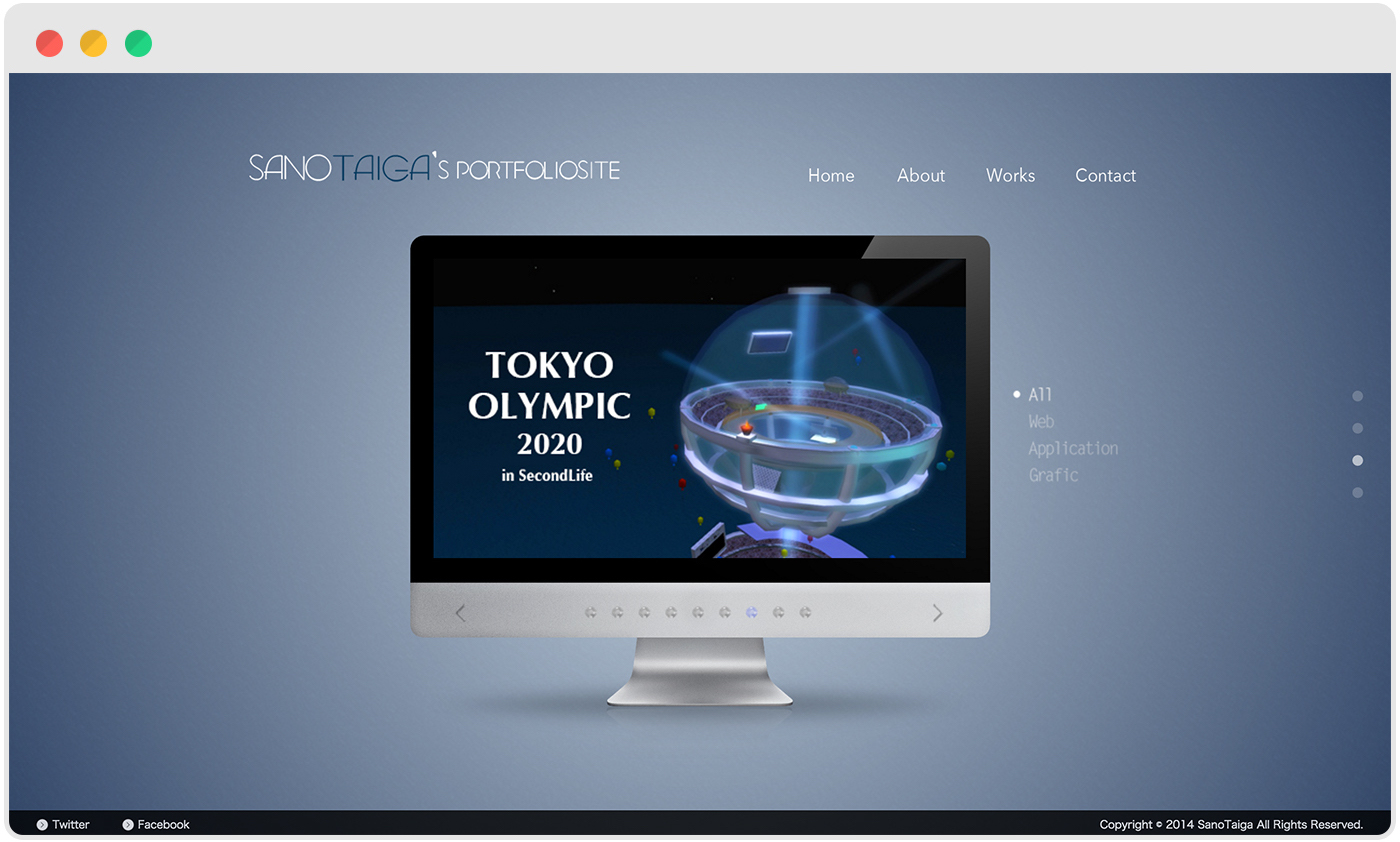 SANOTAIGA'S PORTFOLIOSITE
Home About Works Contact
TOKYO
OLYMPIC
2020
in SecondLife
All
Web
Application
Grafic
Twitter Facebook
Copyright © 2014 SanoTaiga All Rights Reserved.